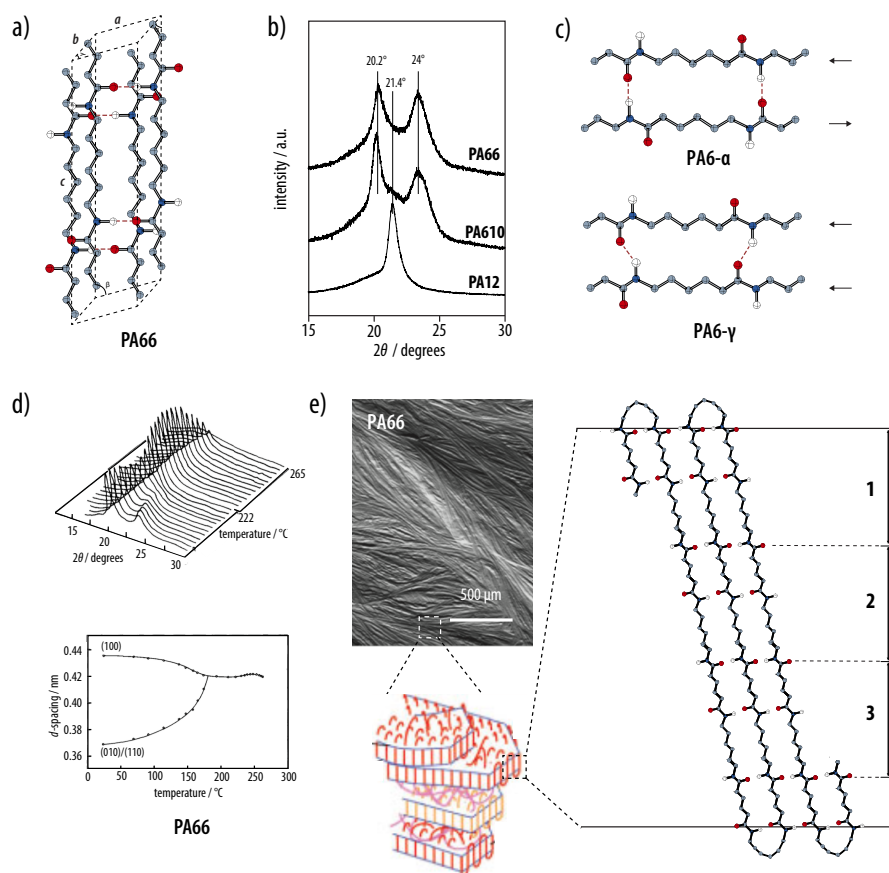 a)
a
b
c
β
PA66
b)
20.2°
24°
21.4°
PA66
PA610
PA12
intensity / a.u.
15
20
25
30
2θ / degrees
c)
PA6-α
PA6-γ
d)
265
222
temperature / °C
15
20
25
30
2θ / degrees
(100)
0.44
0.42
d-spacing / nm
0.40
0.38
0.36
(010)/(110)
0
50
100
150
200
250
300
temperature / °C
PA66
e)
PA66
500 µm
1
2
3